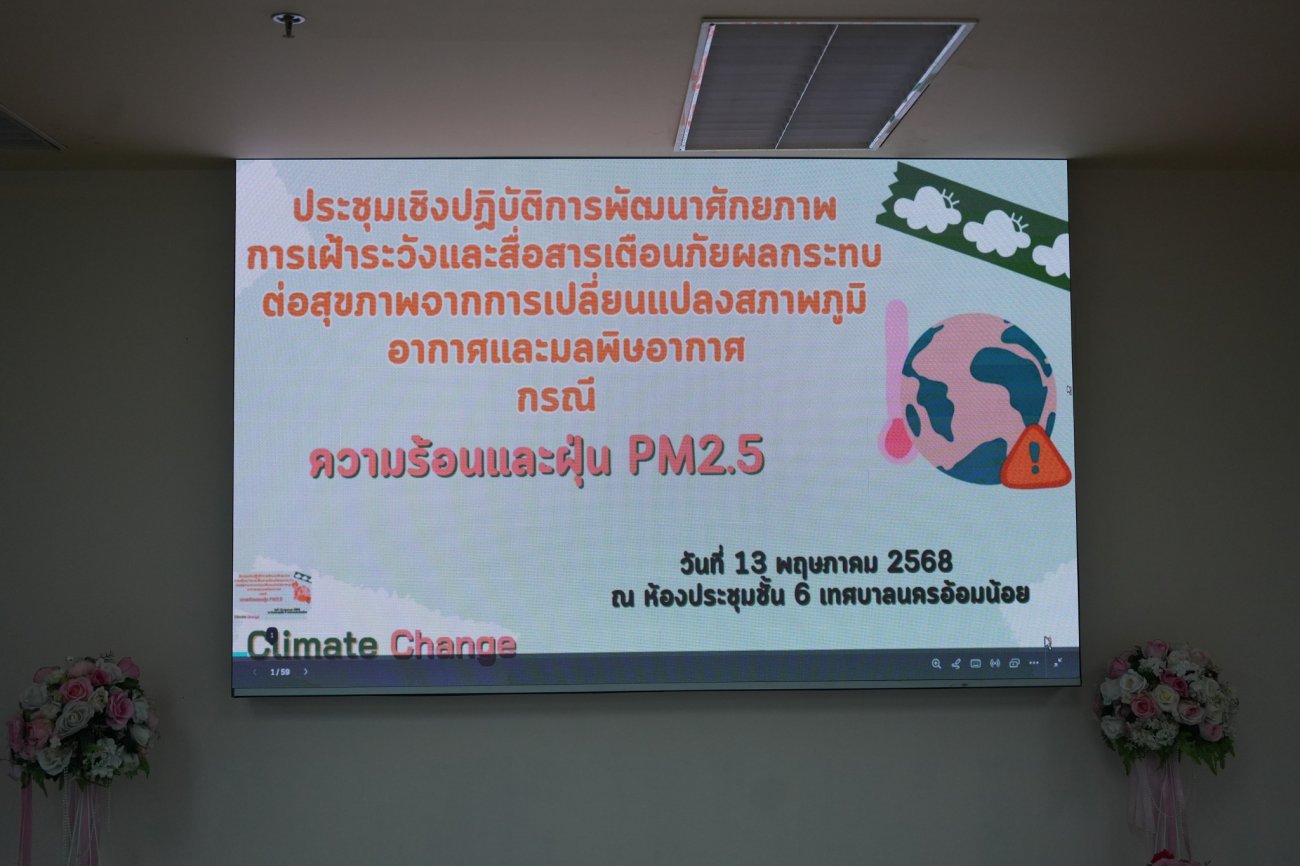 ประชุมเชิงปฏิบัติการพัฒนาศักยภาพ
การเฝ้าระวังและสื่อสารเตือนภัยผลกระทบ
ต่อสุขภาพจากการเปลี่ยนแปลงสภาพภูมิ
อากาศและมลพิษอากาศ
กรณี
ความร้อนและฝุ่น PM2.5
วันที่ 13 พฤษภาคม 2568
ณ ห้องประชุมชั้น 6 เทศบาลนครอ้อมน้อย
Climate Change
1/59